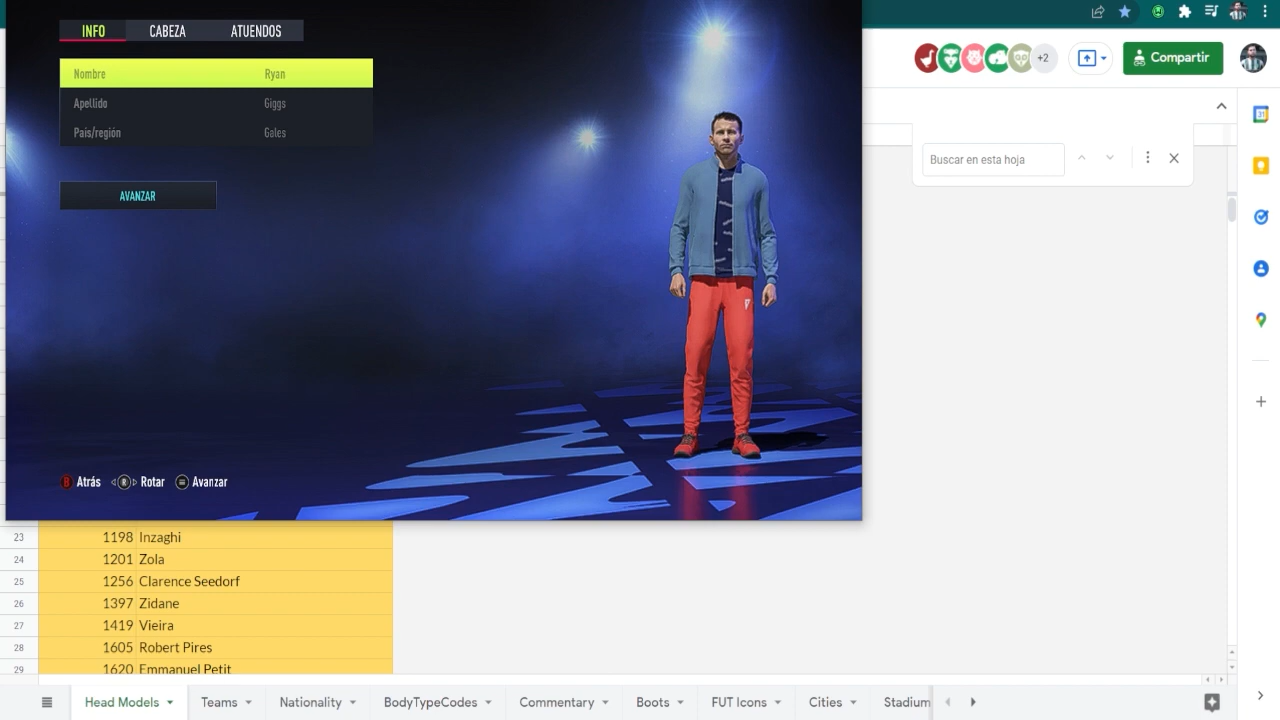 INFO CABEZA ATUENDOS
Nombre Ryan
Apellido Giggs
País/región Gales
AVANZAR
B Atrás R Rotar Avanzar
+2
Compartir
31
Buscar en esta hoja
23 1198 Inzaghi
24 1201 Zola
25 1256 Clarence Seedorf
26 1397 Zidane
27 1419 Vieira
28 1605 Robert Pires
29 1620 Emmanuel Petit
Head Models Teams Nationality BodyTypeCodes Commentary Boots FUT Icons Cities Stadium